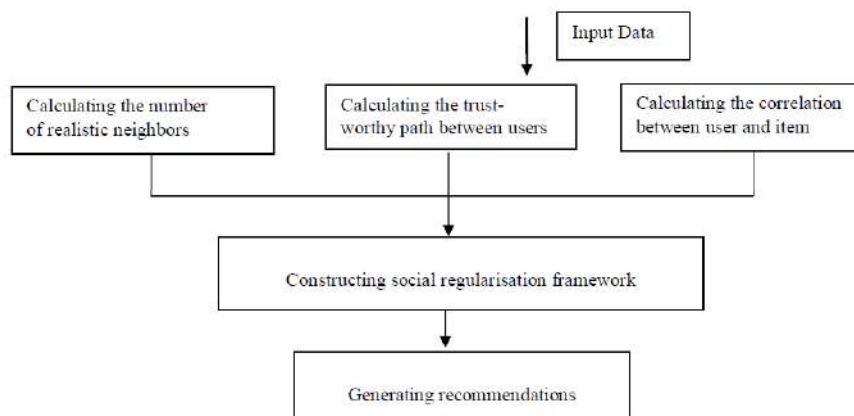 Input Data
Calculating the number
of realistic neighbors
Calculating the trust-
worthy path between users
Calculating the correlation
between user and item
Constructing social regularisation framework
Generating recommendations